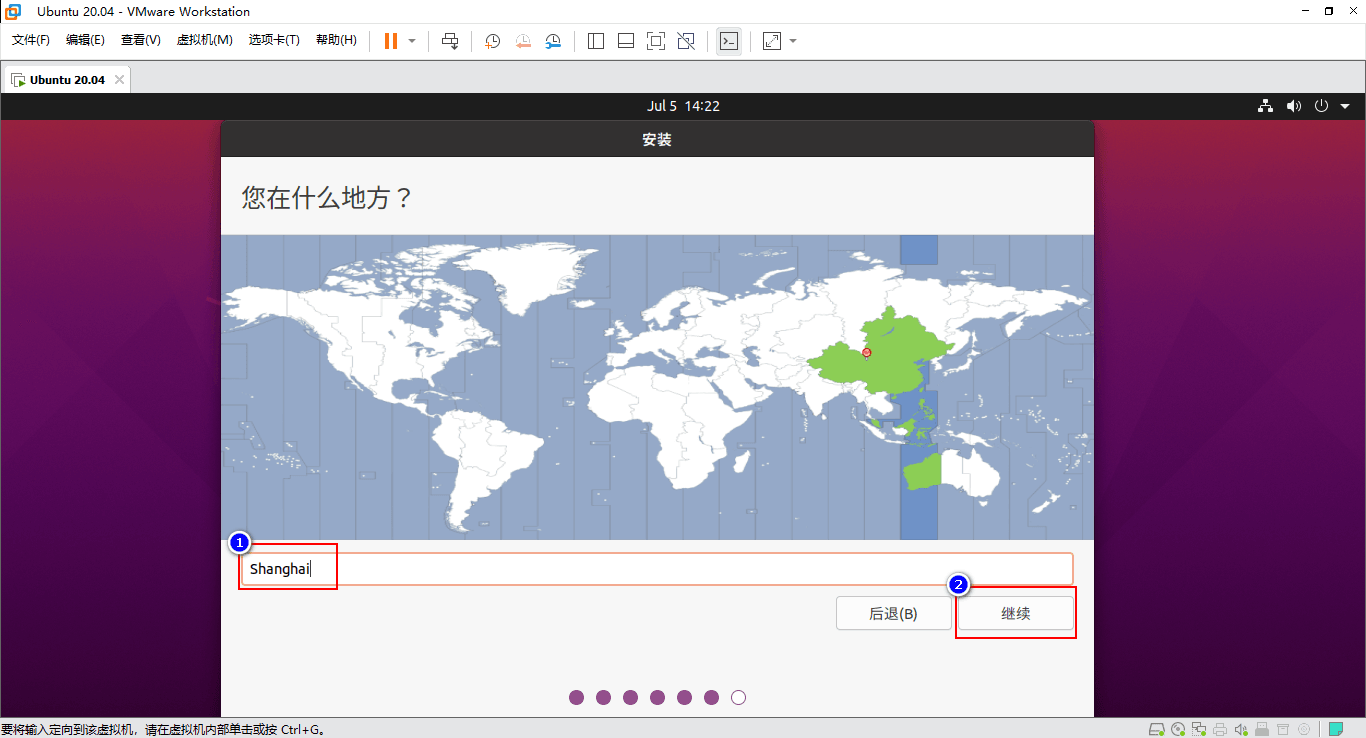 Ubuntu 20.04 - VMware Workstation
文件(F) 编辑(E) 查看(V) 虚拟机(M) 选项卡(T) 帮助(H)
Ubuntu 20.04
Jul 5 14:22
安装
您在什么地方？
1
Shanghai
2
后退(B) 继续
要将输入定向到该虚拟机，请在虚拟机内部单击或按 Ctrl+G。